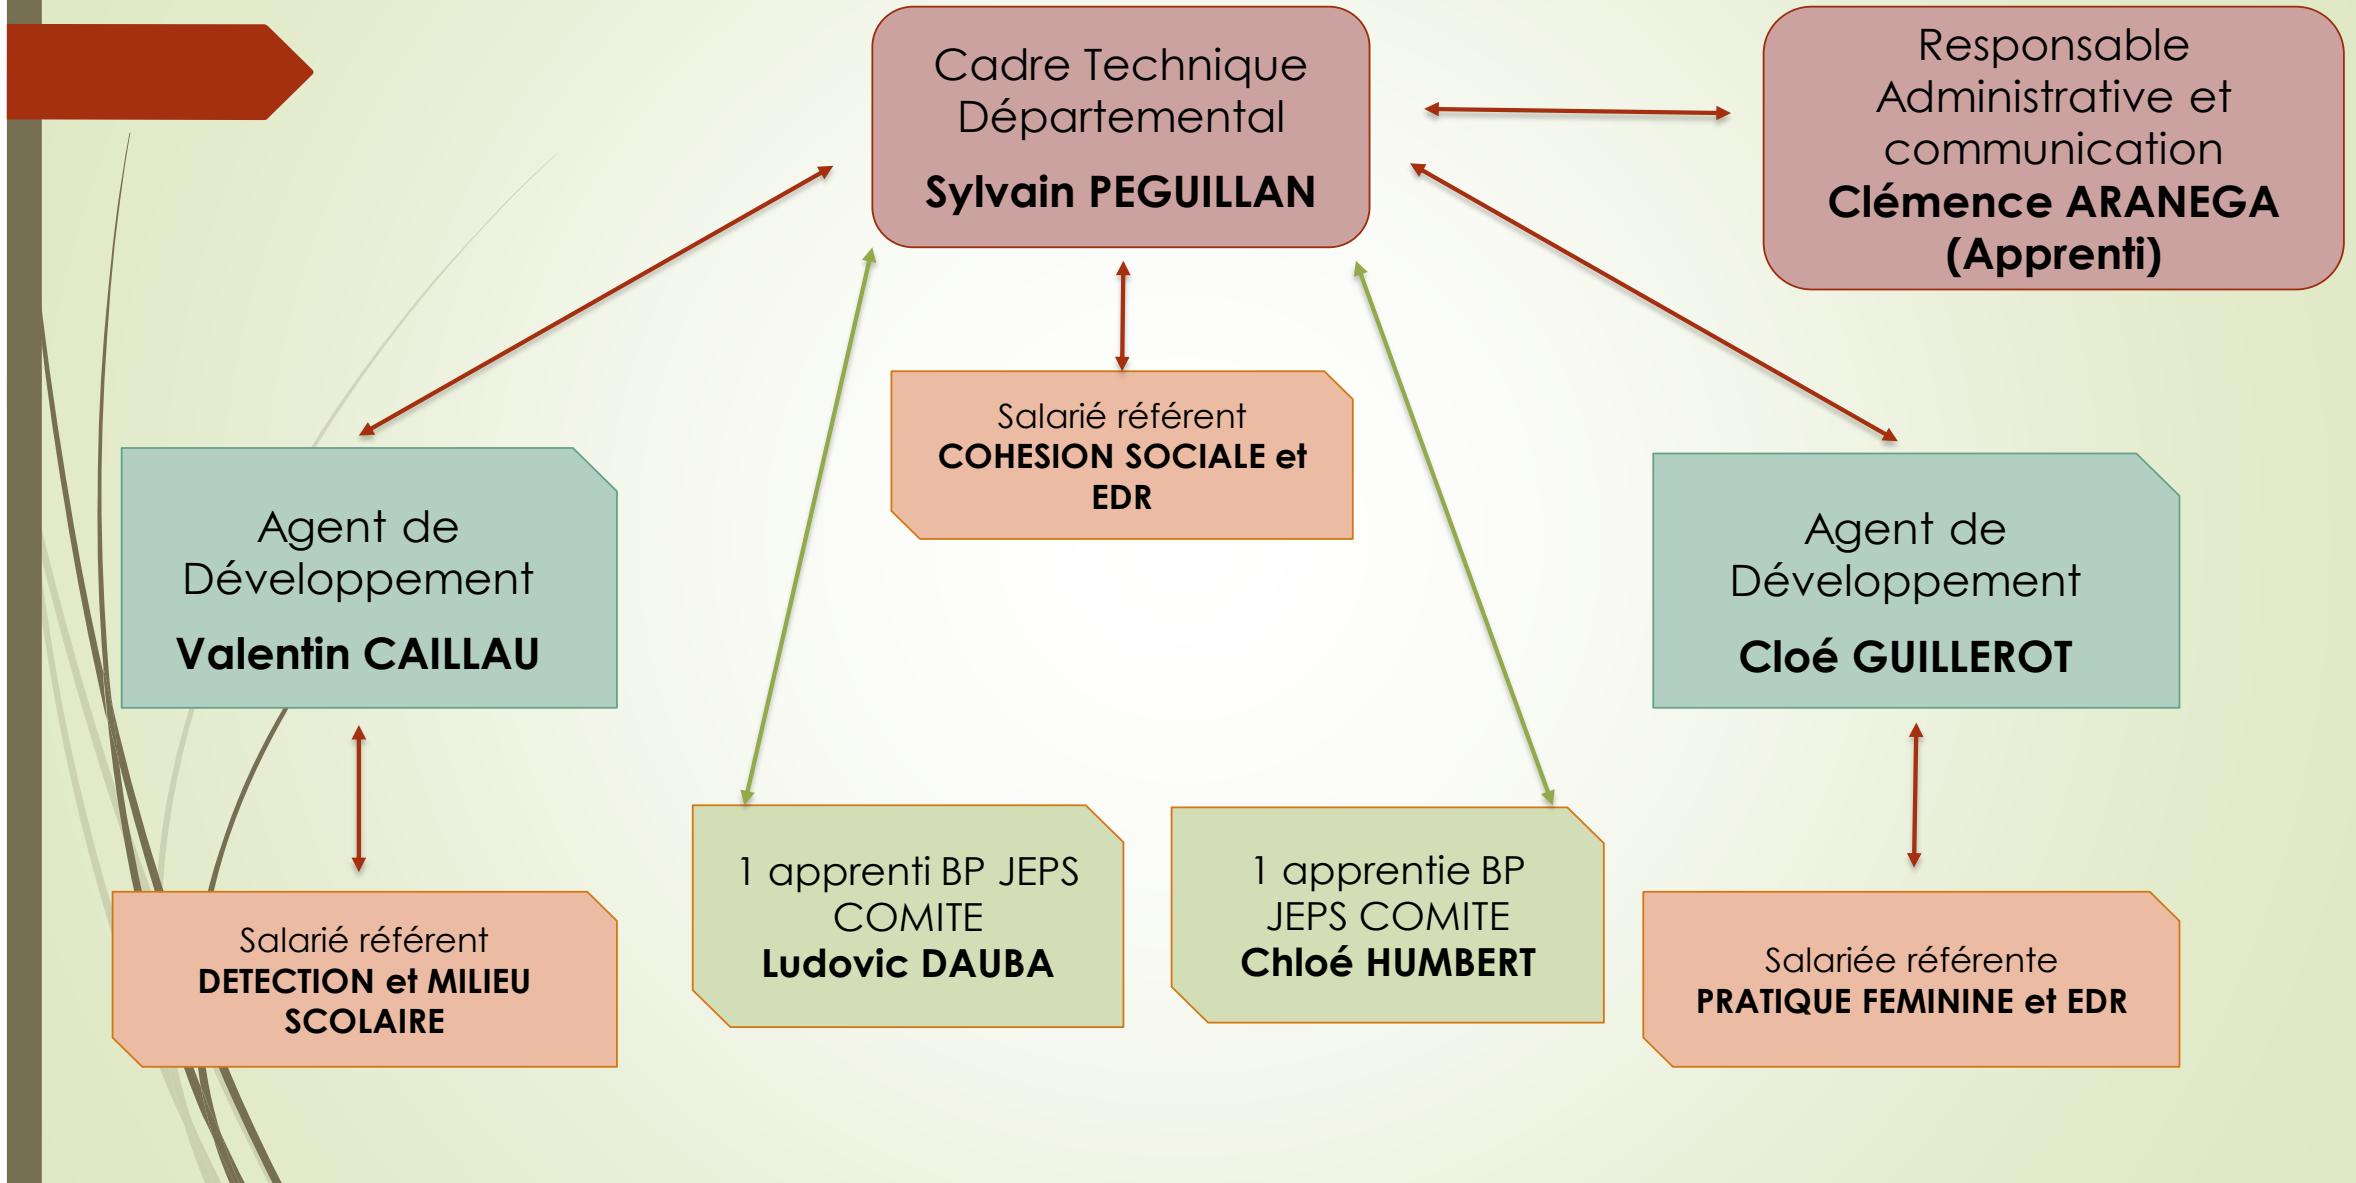 Cadre Technique
Départemental
Sylvain PEGUILLAN
Responsable
Administrative et
communication
Clémence ARANEGA
(Apprenti)
Salarié référent
COHESION SOCIALE et
EDR
Agent de
Développement
Valentin CAILLAU
Agent de
Développement
Cloé GUILLEROT
1 apprenti BP JEPS
COMITE
Ludovic DAUBA
1 apprentie BP
JEPS COMITE
Chloé HUMBERT
Salarié référent
DETECTION et MILIEU
SCOLAIRE
Salariée référente
PRATIQUE FEMININE et EDR